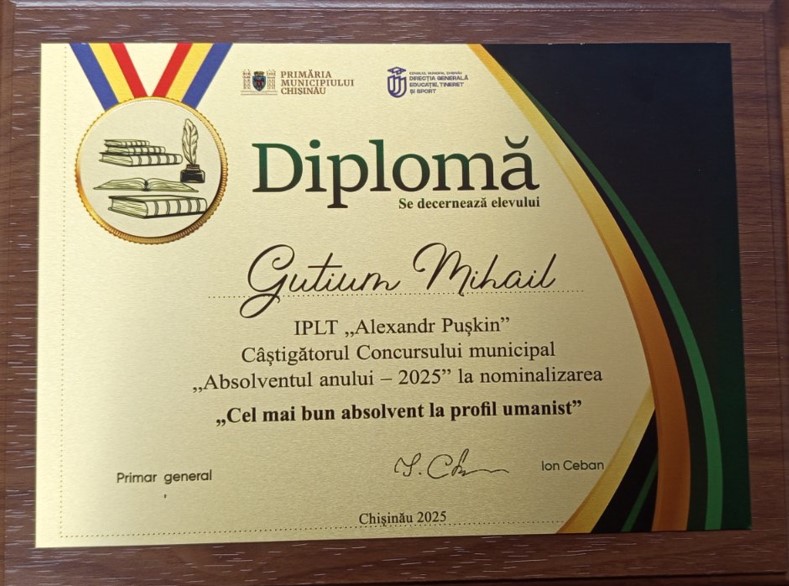 PRIMĂRIA
MUNICIPIULUI
CHIȘINĂU
DIRECȚIA GENERALĂ
EDUCAȚIE, TINERET
ȘI SPORT
Diplomă
Se decernează elevului
Gutium Mihail
IPLT „Alexandr Pușkin”
Câștigătorul Concursului municipal
„Absolventul anului – 2025” la nominalizarea
„Cel mai bun absolvent la profil umanist”
Primar general
Ion Ceban
Chișinău 2025